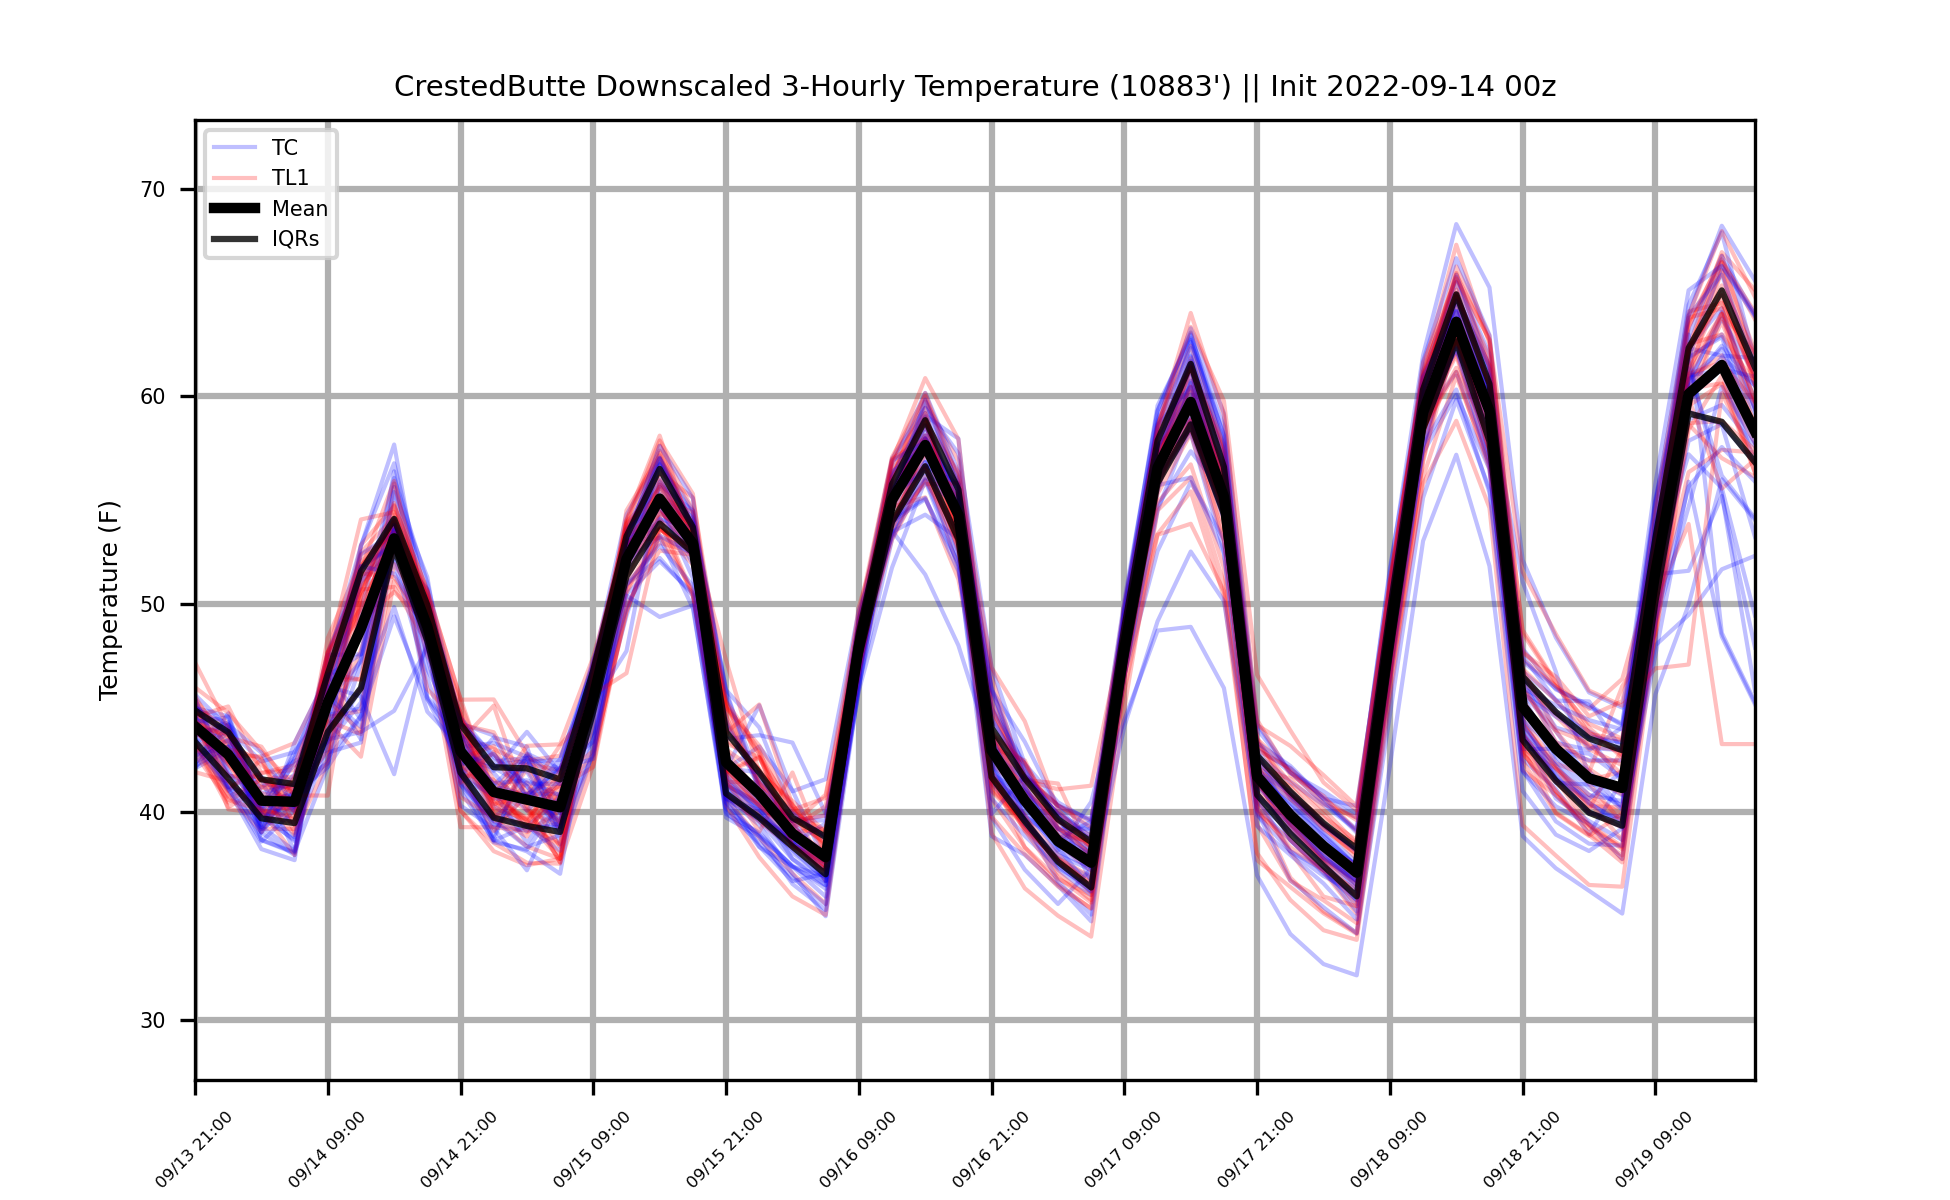 CrestedButte Downscaled 3-Hourly Temperature (10883') || Init 2022-09-14 00z
TC
TL1
Mean
IQRs
Temperature (F)
70
60
50
40
30
09/13 21:00
09/14 09:00
09/14 21:00
09/15 09:00
09/15 21:00
09/16 09:00
09/16 21:00
09/17 09:00
09/17 21:00
09/18 09:00
09/18 21:00
09/19 09:00